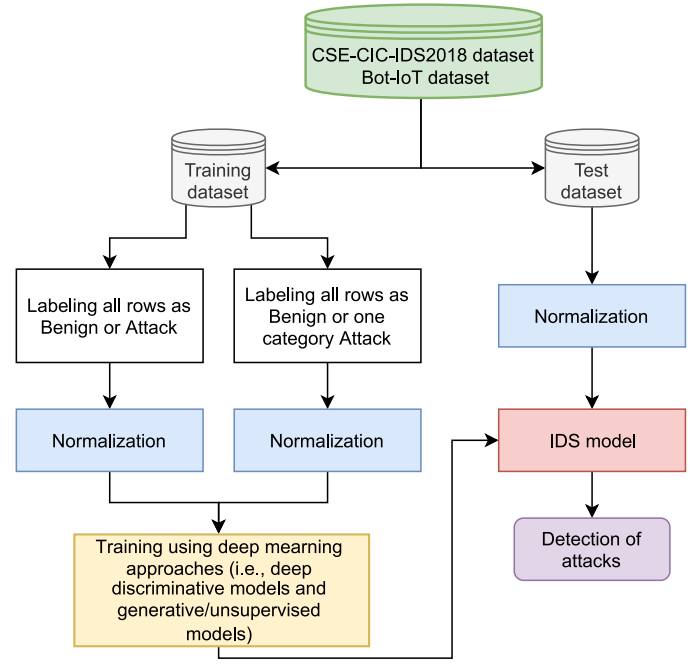 CSE-CIC-IDS2018 dataset
Bot-IoT dataset
Training
dataset
Test
dataset
Labeling all rows as
Benign or Attack
Labeling all rows as
Benign or one
category Attack
Normalization
Normalization
Normalization
IDS model
Training using deep mearning
approaches (i.e., deep
discriminative models and
generative/unsupervised
models)
Detection of
attacks